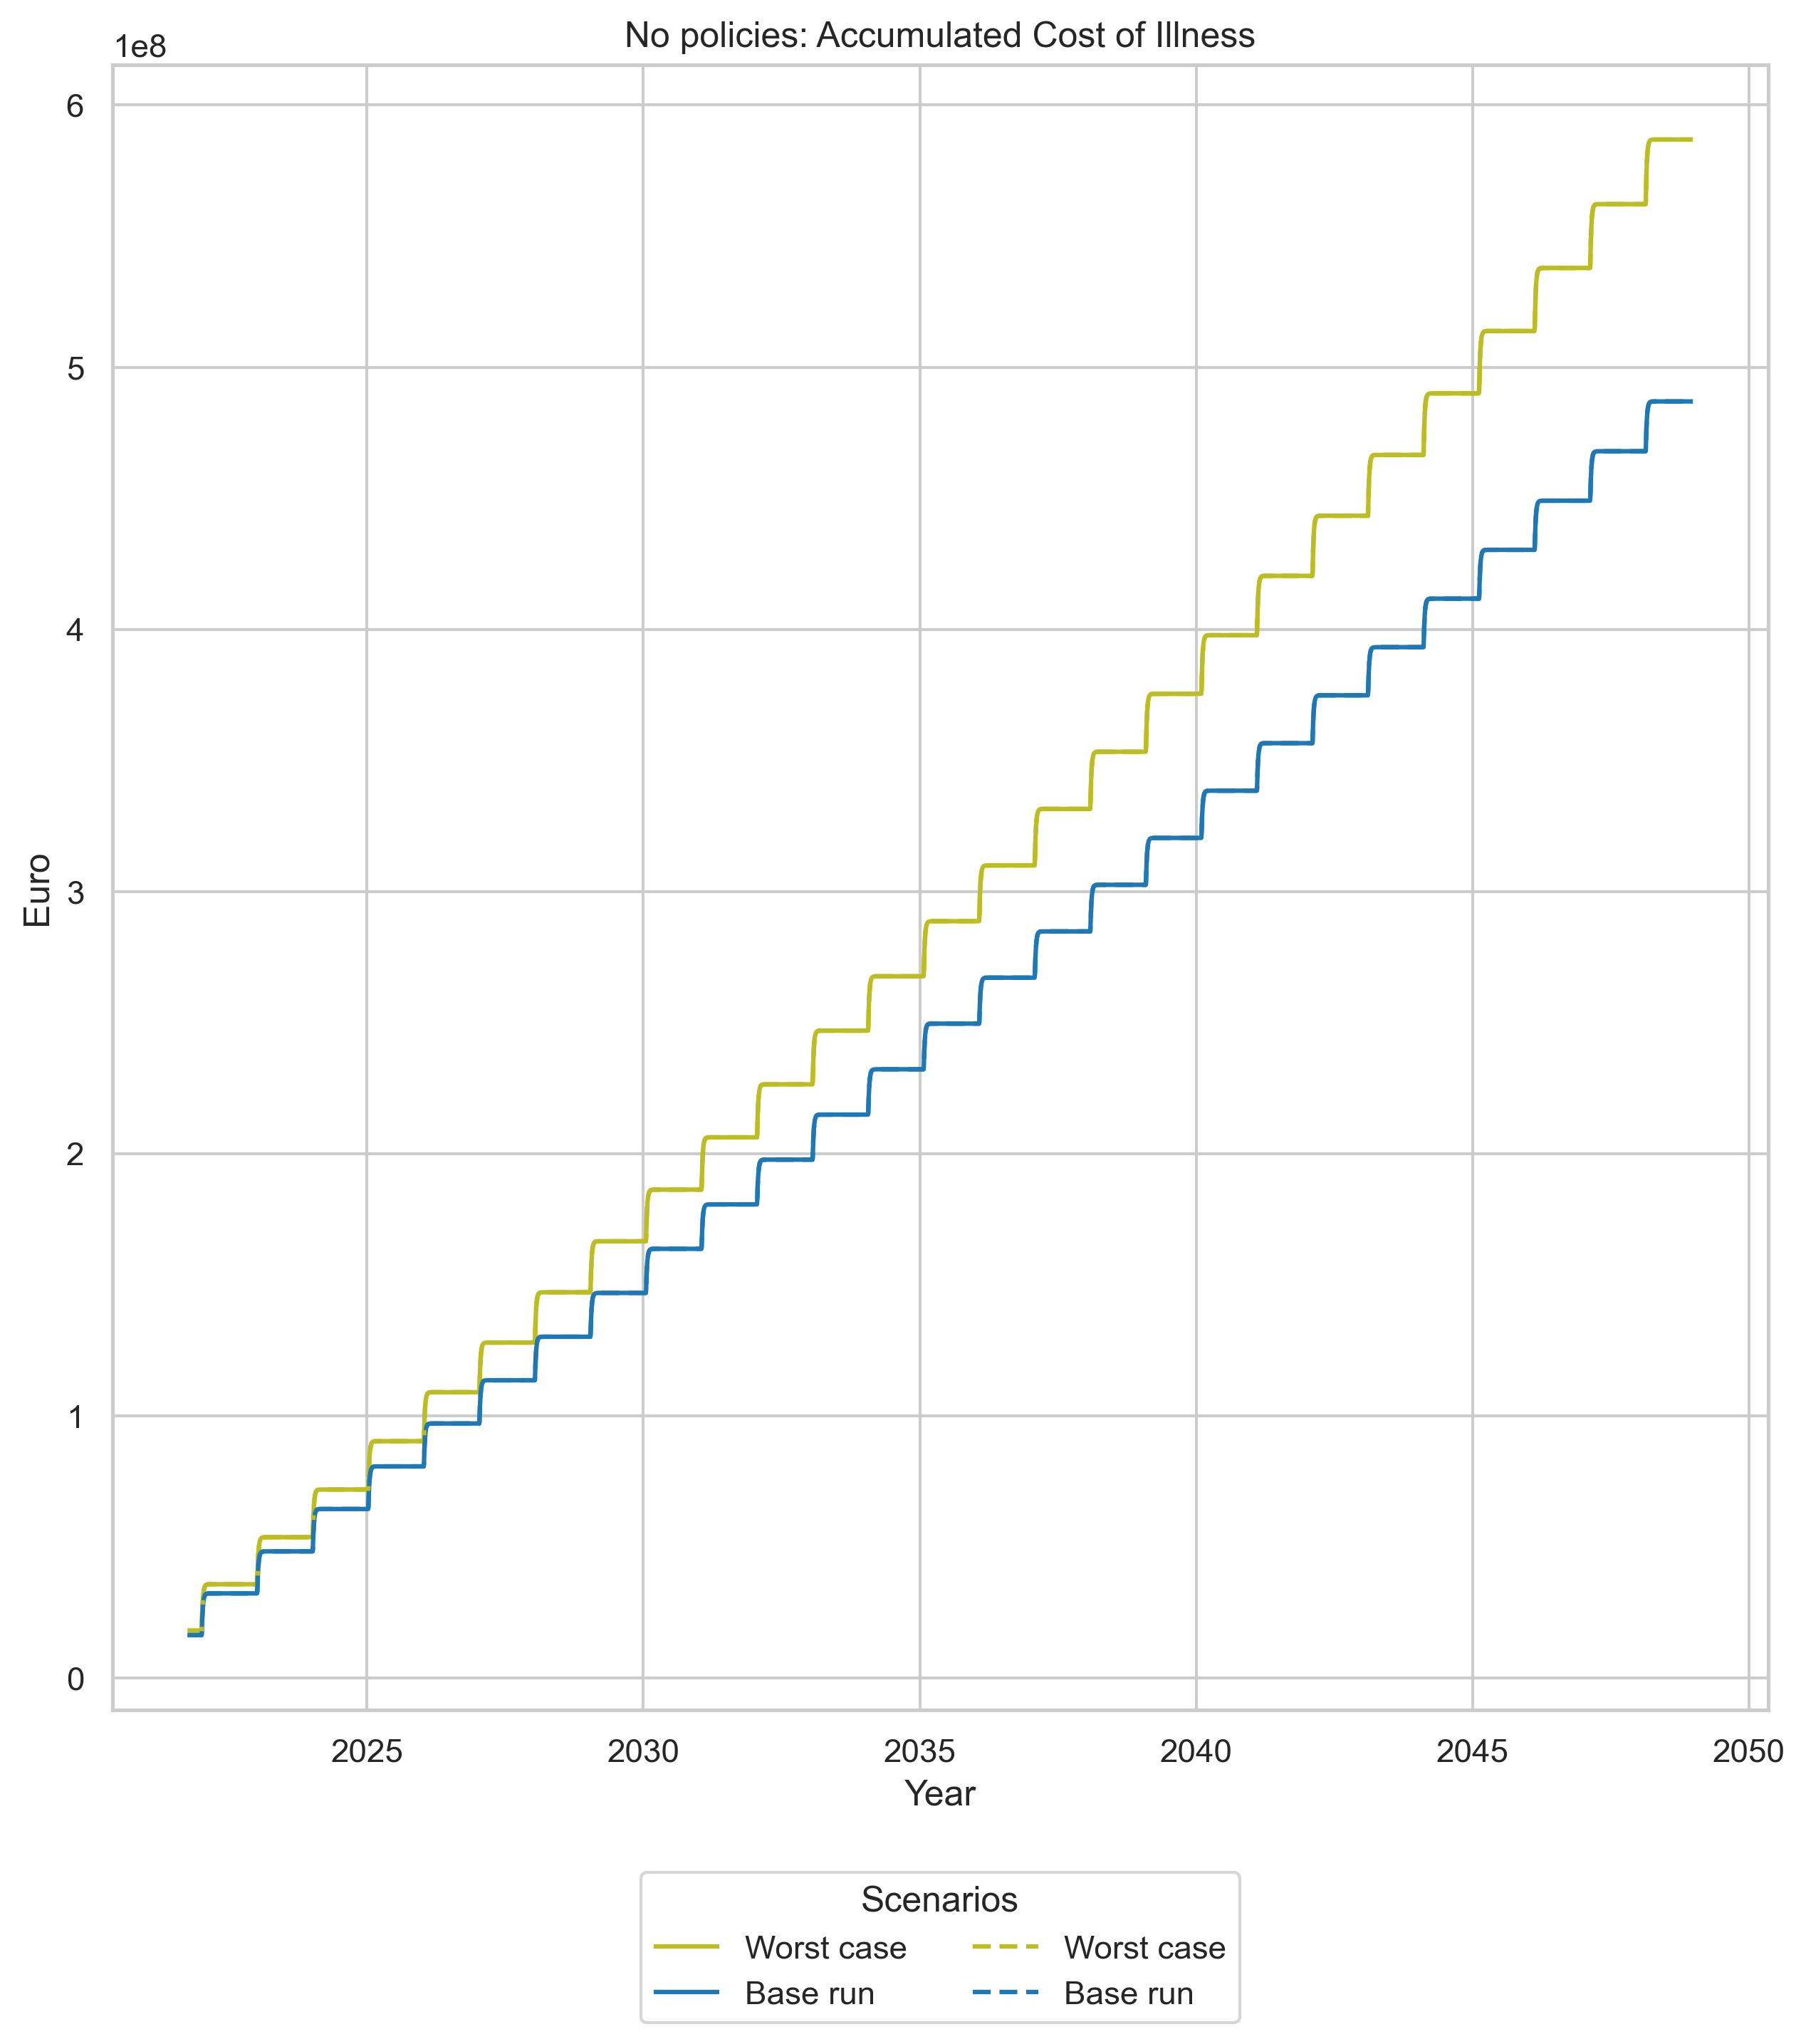 No policies: Accumulated Cost of Illness
1e8
6
5
4
3
2
1
0
Euro
2025 2030 2035 2040 2045 2050
Year
Scenarios
Worst case Worst case
Base run Base run